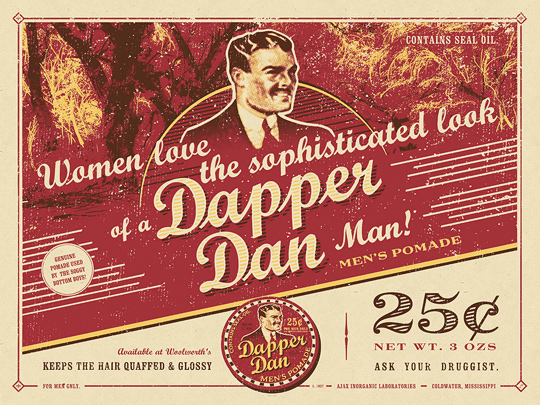 CONTAINS SEAL OIL.
Women love the sophisticated look
of a Dapper Dan Man!
MEN'S POMADE
GENUINE
POMADE USED
BY THE SOGGY
BOTTOM BOYS!
25¢
NET WT. 3 OZS
ASK YOUR DRUGGIST.
Available at Woolworth's
KEEPS THE HAIR QUAFFED & GLOSSY
25¢
Dapper
Dan
MEN'S POMADE
FOR MEN ONLY.
AJAX INORGANIC LABORATORIES — COLDWATER, MISSISSIPPI